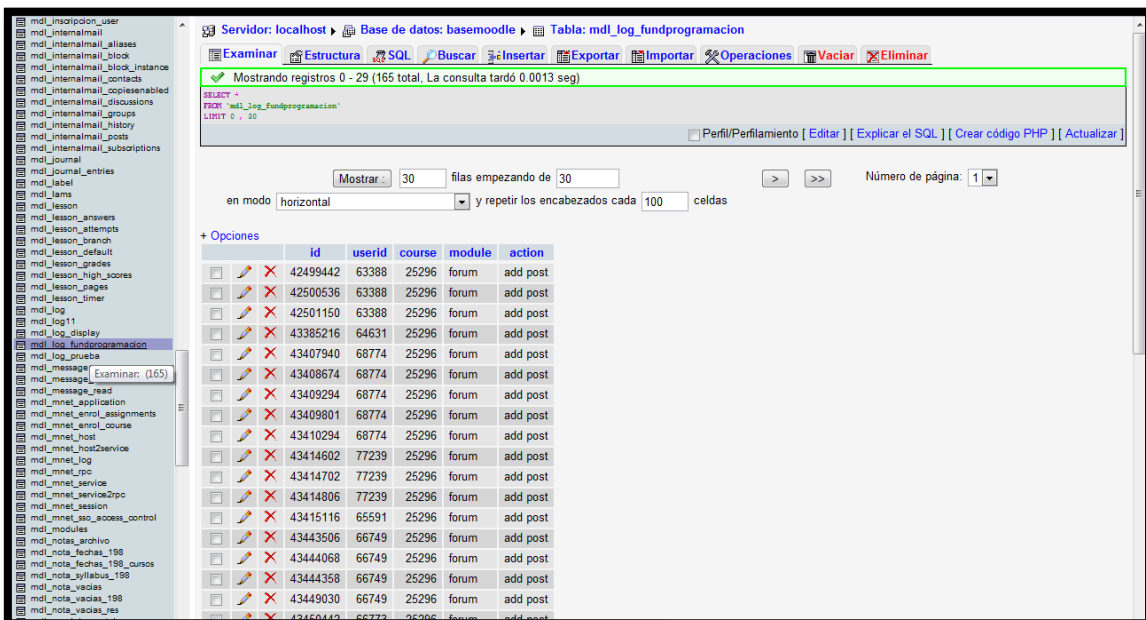 mdl_inscripcion_user
mdl_internalmail
mdl_internalmail_aliases
mdl_internalmail_block
mdl_internalmail_block_instance
mdl_internalmail_contacts
mdl_internalmail_copiesenabled
mdl_internalmail_discussions
mdl_internalmail_groups
mdl_internalmail_history
mdl_internalmail_posts
mdl_internalmail_subscriptions
mdl_journal
mdl_journal_entries
mdl_label
mdl_lams
mdl_lesson
mdl_lesson_answers
mdl_lesson_attempts
mdl_lesson_branch
mdl_lesson_default
mdl_lesson_grades
mdl_lesson_high_scores
mdl_lesson_pages
mdl_lesson_timer
mdl_log
mdl_log11
mdl_log_display
mdl_log_fundprogramacion
mdl_log_prueba
mdl_message
mdl_message_
Examinar: (165)
mdl_message_read
mdl_mnet_application
mdl_mnet_enrol_assignments
mdl_mnet_enrol_course
mdl_mnet_host
mdl_mnet_host2service
mdl_mnet_log
mdl_mnet_rpc
mdl_mnet_service
mdl_mnet_service2rpc
mdl_mnet_session
mdl_mnet_sso_access_control
mdl_modules
mdl_notas_archivo
mdl_nota_fechas_198
mdl_nota_fechas_198_cursos
mdl_nota_syllabus_198
mdl_nota_vacias
mdl_nota_vacias_198
mdl_nota_vacias_res
Servidor: localhost Base de datos: basemoodle Tabla: mdl_log_fundprogramacion
Examinar Estructura SQL Buscar Insertar Exportar Importar Operaciones Vaciar Eliminar
Mostrando registros 0 - 29 (165 total, La consulta tardó 0.0013 seg)
SELECT *
FROM `mdl_log_fundprogramacion`
LIMIT 0 , 30
Perfil/Perfilamiento [ Editar ] [ Explicar el SQL ] [ Crear código PHP ] [ Actualizar ]
Mostrar : 30 filas empezando de 30 > >> Número de página: 1
en modo horizontal y repetir los encabezados cada 100 celdas
+ Opciones
id userid course module action
42499442 63388 25296 forum add post
42500536 63388 25296 forum add post
42501150 63388 25296 forum add post
43385216 64631 25296 forum add post
43407940 68774 25296 forum add post
43408674 68774 25296 forum add post
43409294 68774 25296 forum add post
43409801 68774 25296 forum add post
43410294 68774 25296 forum add post
43414602 77239 25296 forum add post
43414702 77239 25296 forum add post
43414806 77239 25296 forum add post
43415116 65591 25296 forum add post
43443506 66749 25296 forum add post
43444068 66749 25296 forum add post
43444358 66749 25296 forum add post
43449030 66749 25296 forum add post
43450442 66773 25296 forum add post